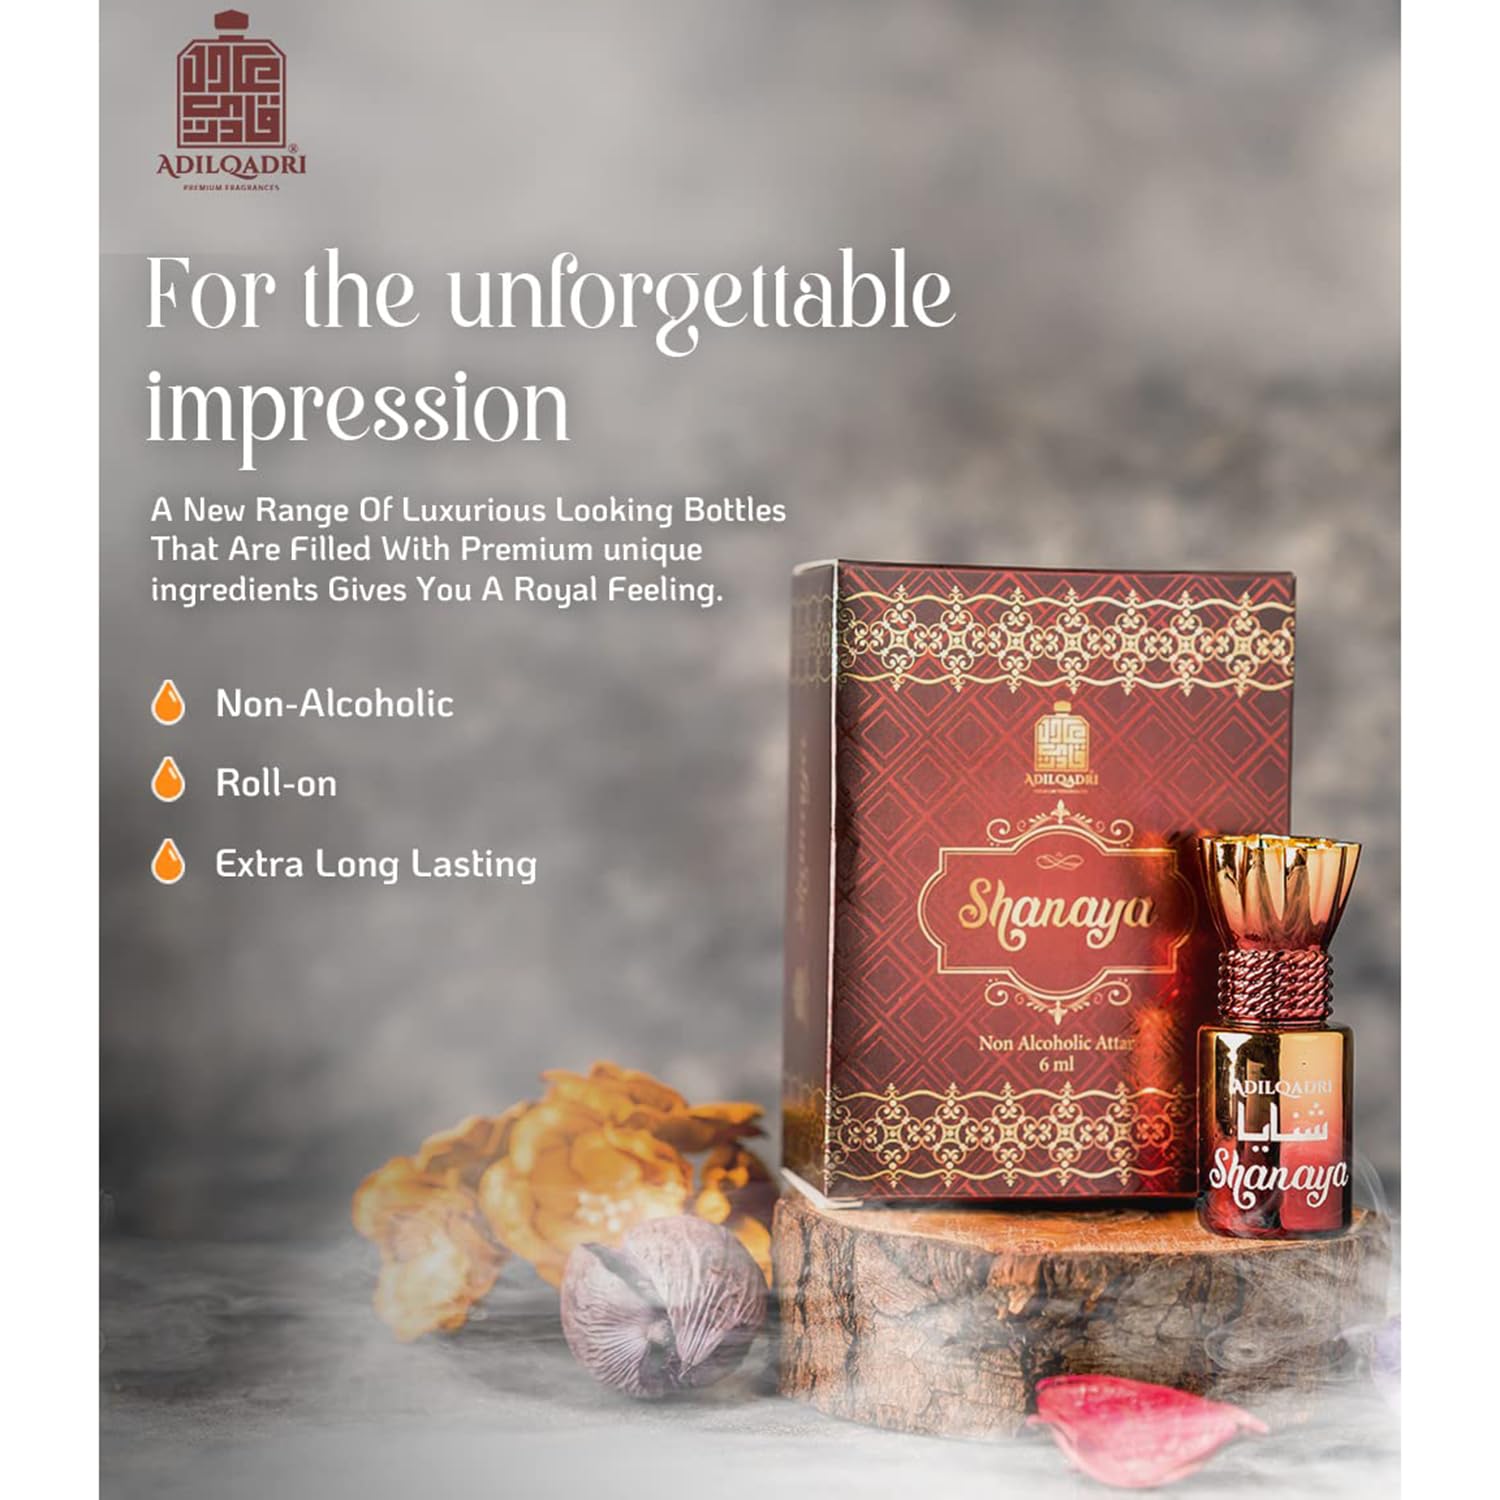 عادل
قادری
®
ADILQADRI
PREMIUM FRAGRANCES
For the unforgettable
impression
A New Range Of Luxurious Looking Bottles
That Are Filled With Premium unique
ingredients Gives You A Royal Feeling.
Non-Alcoholic
Roll-on
Extra Long Lasting
ADILQADRI
Shanaya
Non Alcoholic Attar
6 ml
ADILQADRI
شنايا
Shanaya